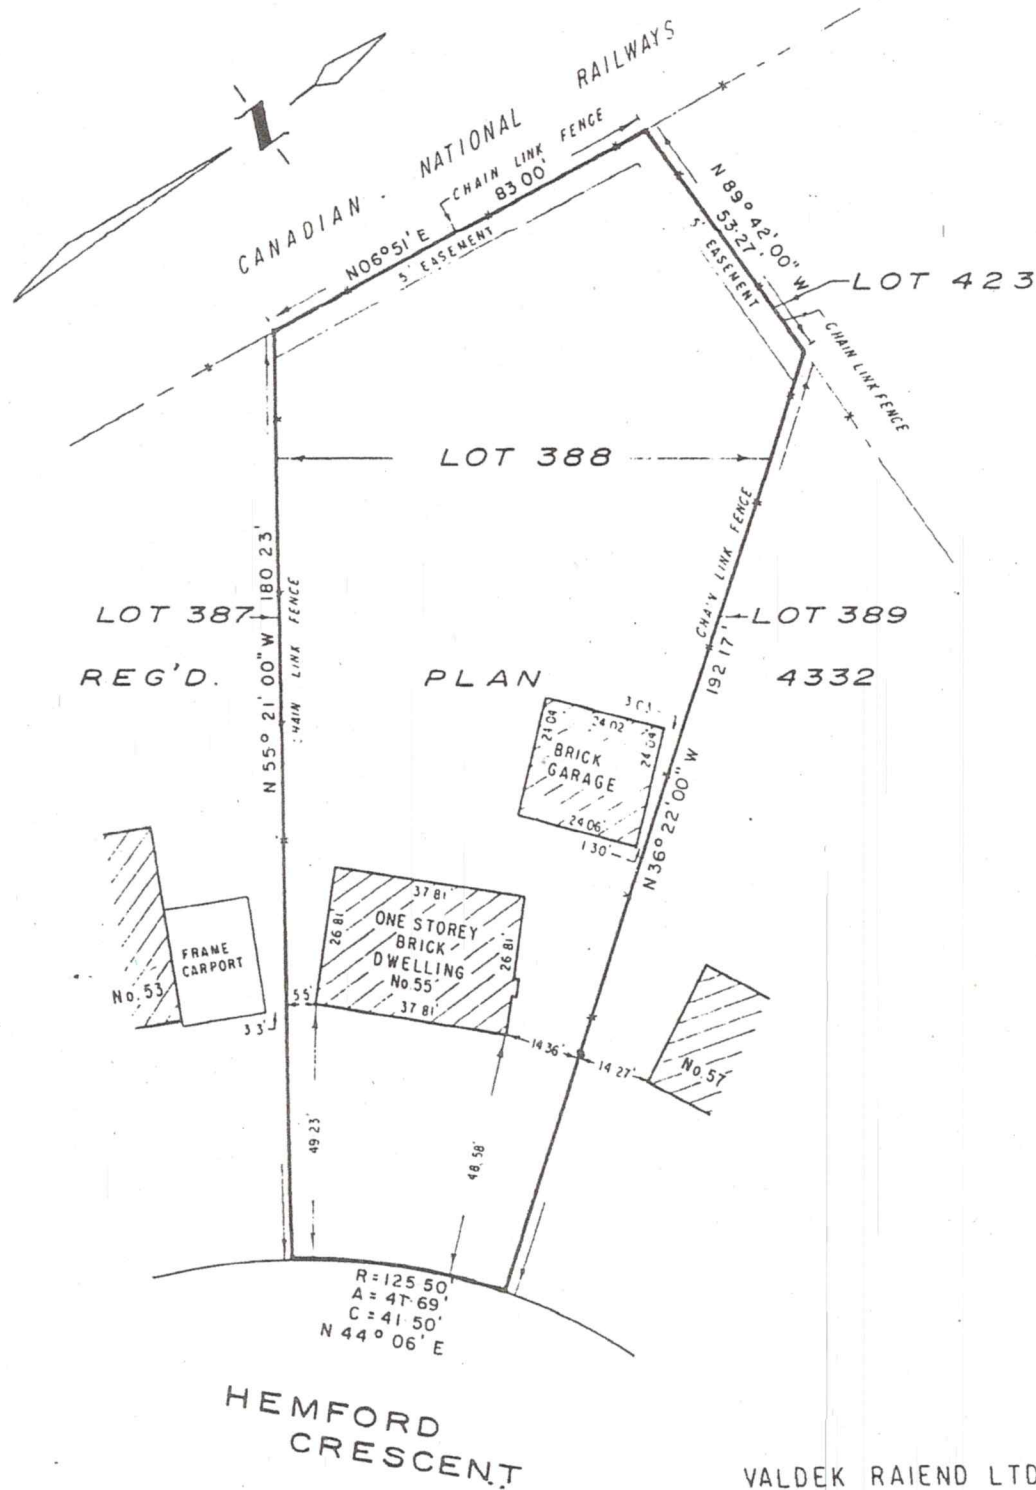 CANADIAN NATIONAL RAILWAYS
CHAIN LINK FENCE
N06°51' E 83 00'
5' EASEMENT
N 89° 42' 00" W
53·27'
5' EASEMENT
LOT 423
CHAIN LINK FENCE
LOT 388
N 55° 21' 00" W 180 23'
HAIN LINK FENCE
CHAIN LINK FENCE
192 17'
N 36° 22' 00" W
LOT 387
LOT 389
REG'D. PLAN 4332
24 02'
24 04
24 04'
BRICK
GARAGE
24 06'
1 30'
37 81'
26 81
26 81'
ONE STOREY
BRICK
DWELLING
No 55
37 81'
FRAME
CARPORT
No. 53
5 5'
3 3'
14 36'
14 27'
No. 57
49 23'
48.58'
R = 125 50'
A = 41·69'
C = 41 50'
N 44° 06' E
HEMFORD
CRESCENT
VALDEK RAIEND LTD